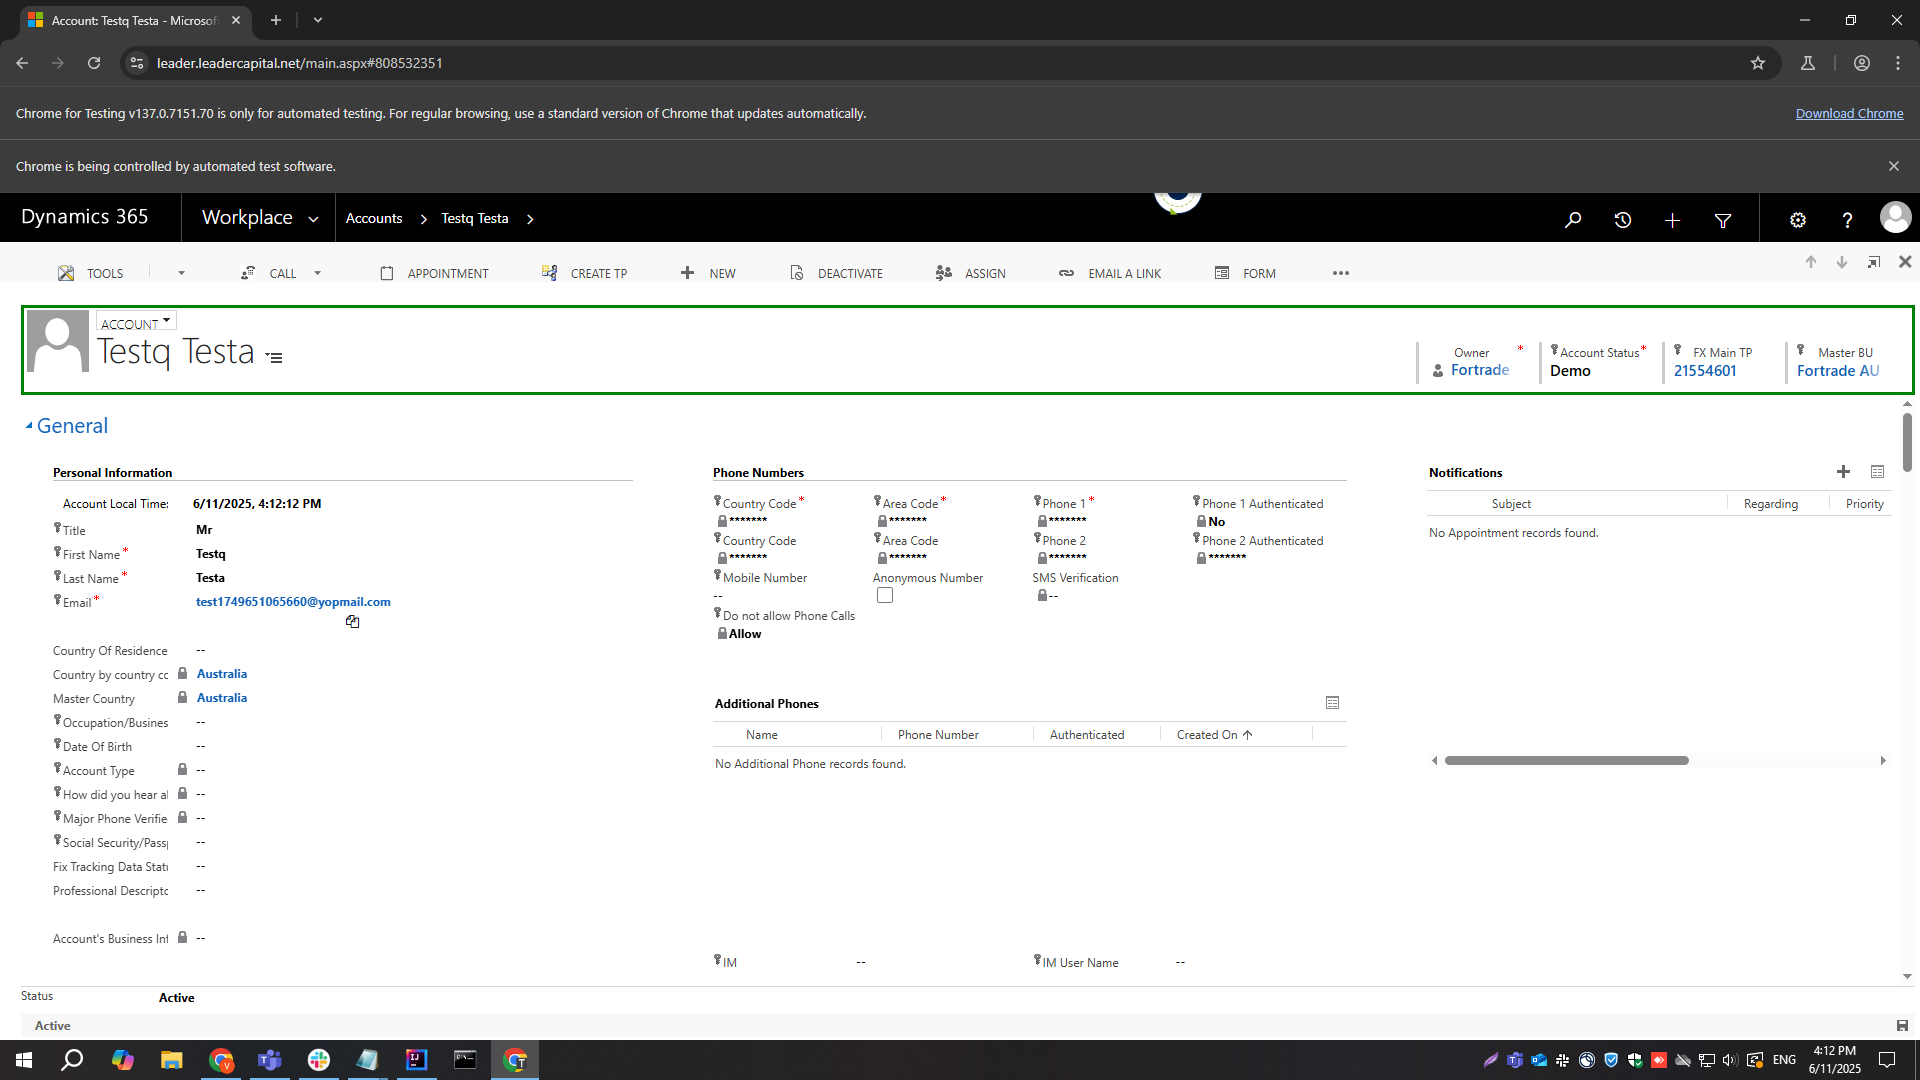 Account: Testq Testa - Microsof
leader.leadercapital.net/main.aspx#808532351
Chrome for Testing v137.0.7151.70 is only for automated testing. For regular browsing, use a standard version of Chrome that updates automatically.
Download Chrome
Chrome is being controlled by automated test software.
Dynamics 365
Workplace
Accounts
Testq Testa
TOOLS
CALL
APPOINTMENT
CREATE TP
NEW
DEACTIVATE
ASSIGN
EMAIL A LINK
FORM
ACCOUNT
Testq Testa
Owner *
Fortrade
Account Status *
Demo
FX Main TP
21554601
Master BU
Fortrade AU
General
Personal Information
Account Local Time: 6/11/2025, 4:12:12 PM
Title Mr
First Name * Testq
Last Name * Testa
Email * test1749651065660@yopmail.com
Country Of Residence --
Country by country cc Australia
Master Country Australia
Occupation/Busines --
Date Of Birth --
Account Type --
How did you hear al --
Major Phone Verifie --
Social Security/Pass --
Fix Tracking Data Statu --
Professional Descriptc --
Account's Business Inf --
Phone Numbers
Country Code * Area Code * Phone 1 * Phone 1 Authenticated
******* ******* ******* No
Country Code Area Code Phone 2 Phone 2 Authenticated
******* ******* ******* *******
Mobile Number Anonymous Number SMS Verification
-- --
Do not allow Phone Calls
Allow
Additional Phones
Name Phone Number Authenticated Created On
No Additional Phone records found.
IM -- IM User Name --
Notifications
Subject Regarding Priority
No Appointment records found.
Status Active
Active
ENG
4:12 PM
6/11/2025